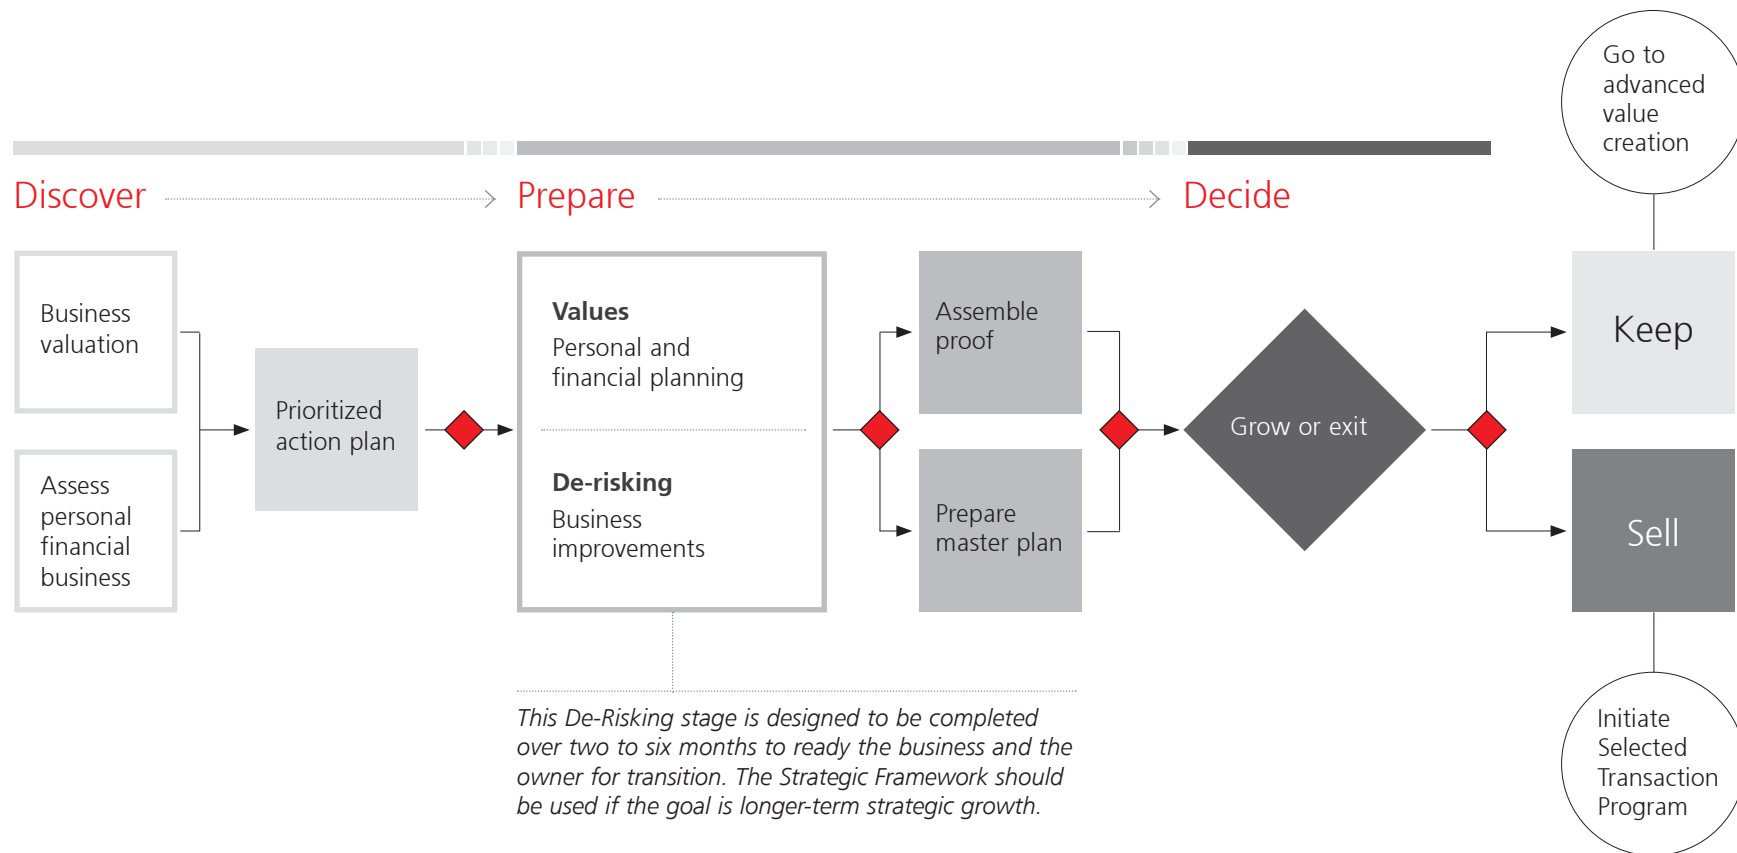 Go to
advanced
value
creation
Discover
Prepare
Decide
Business
valuation
Assess
personal
financial
business
Prioritized
action plan
Values
Personal and
financial planning
De-risking
Business
improvements
Assemble
proof
Prepare
master plan
Grow or exit
Keep
Sell
This De-Risking stage is designed to be completed
over two to six months to ready the business and the
owner for transition. The Strategic Framework should
be used if the goal is longer-term strategic growth.
Initiate
Selected
Transaction
Program